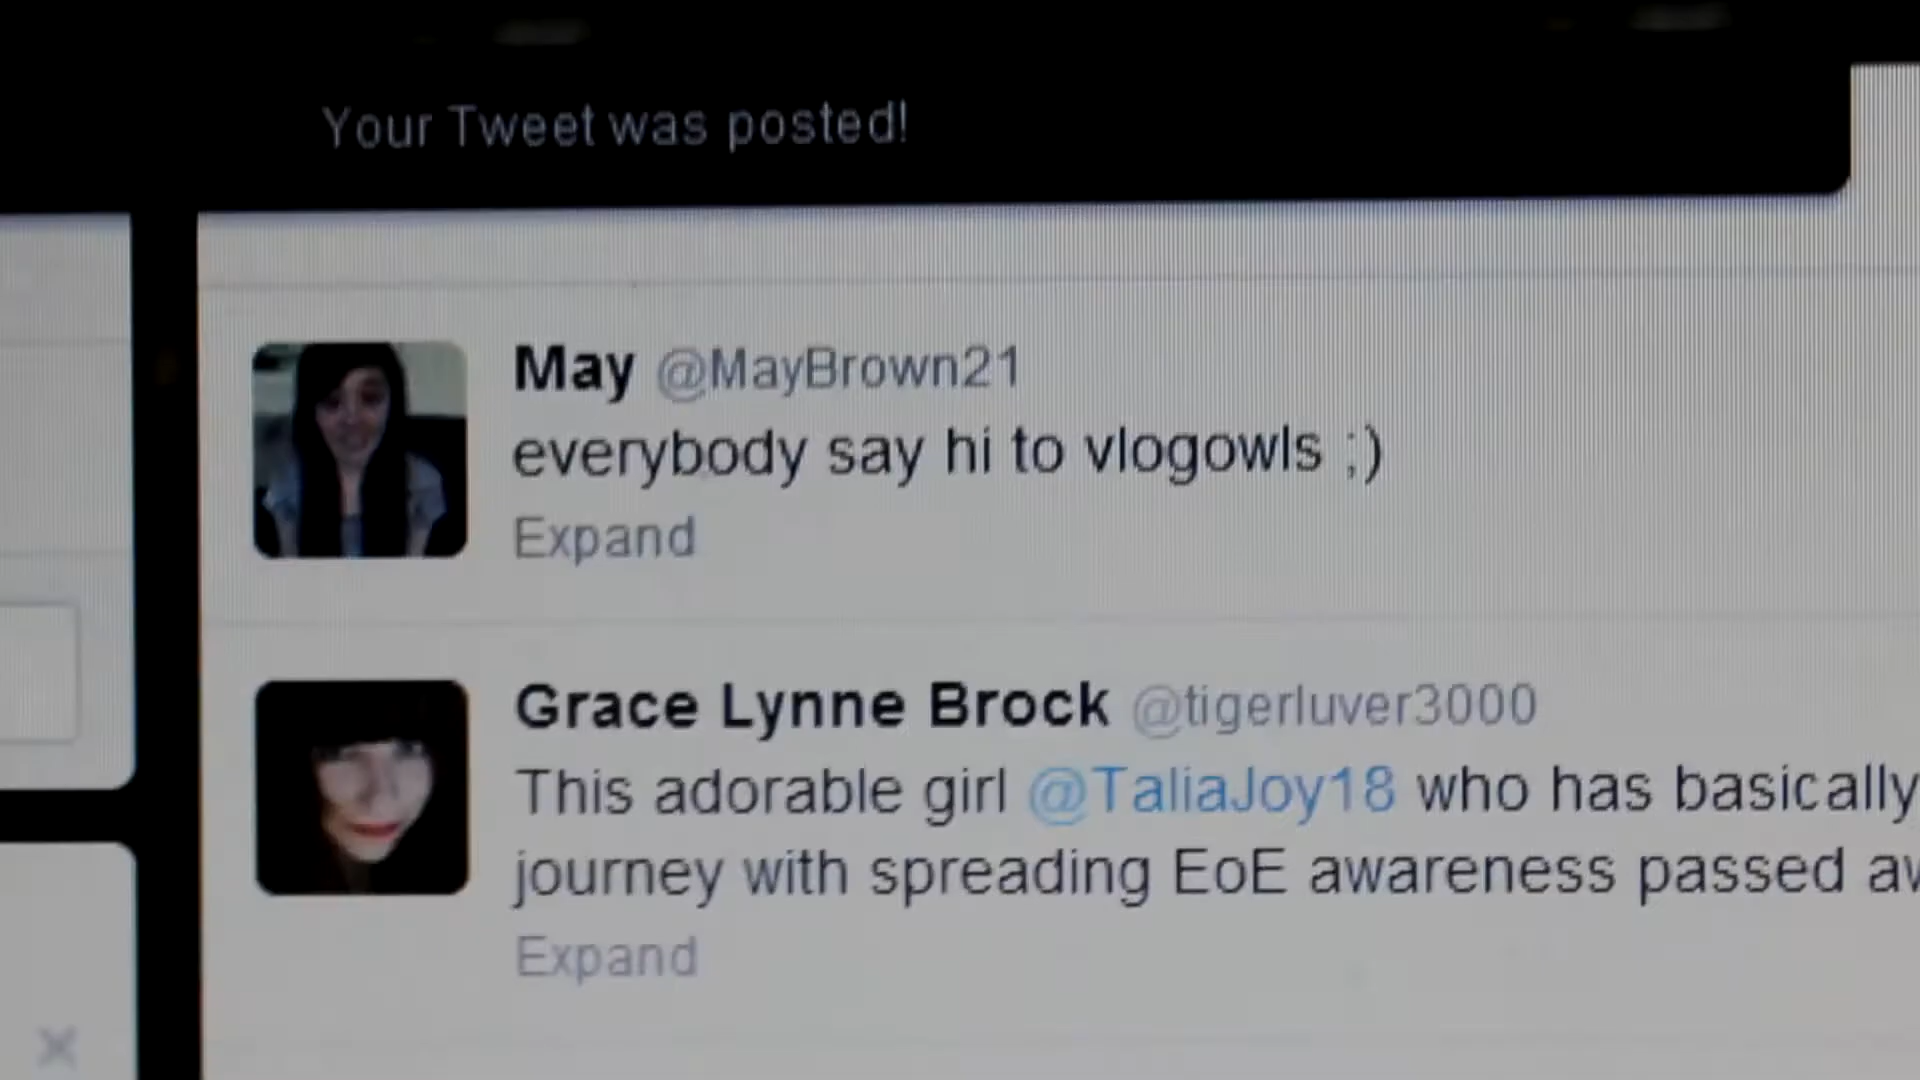 Your Tweet was posted!
May @MayBrown21
everybody say hi to vlogowls ;)
Expand
Grace Lynne Brock @tigerluver3000
This adorable girl @TaliaJoy18 who has basically
journey with spreading EoE awareness passed aw
Expand